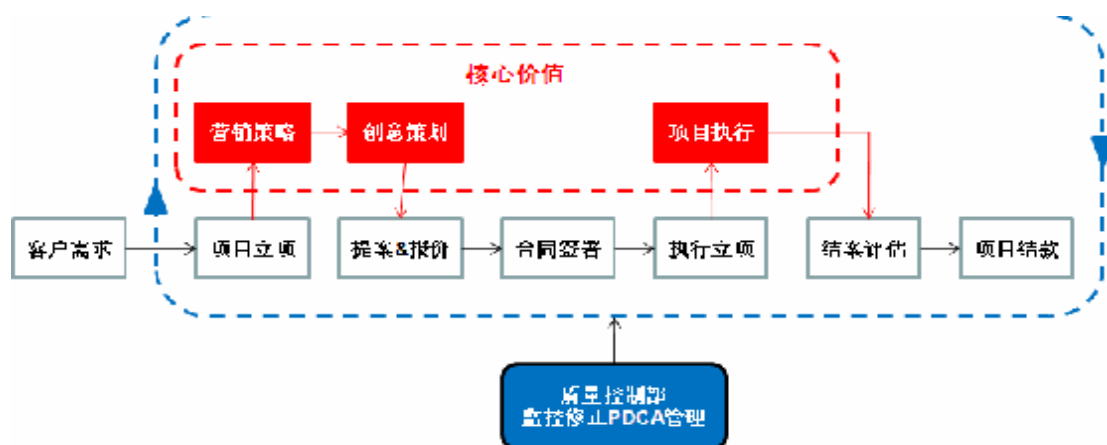 核心价值
营销策略
创意策划
项目执行
客户需求
项目立项
提案&报价
合同签署
执行立项
结案评估
项目结款
质量控制部
监控修正PDCA管理